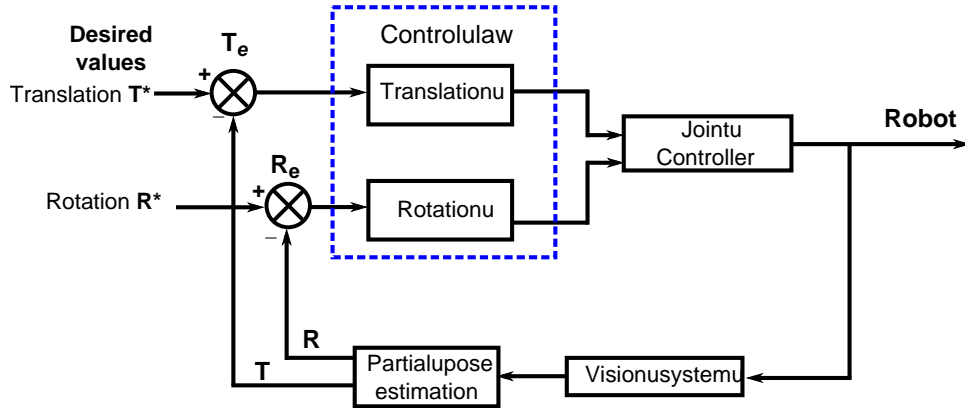 Desired
values
Translation T*
+
−
Te
Controlulaw
Translationu
Jointu
Controller
Robot
Rotation R*
+
−
Re
Rotationu
R
T
Partialupose
estimation
Visionusystemu